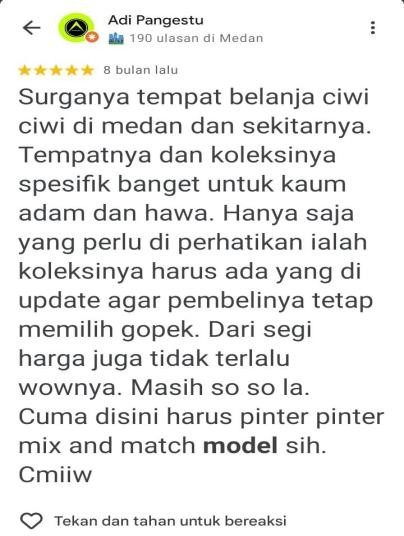 Adi Pangestu
190 ulasan di Medan
8 bulan lalu
Surganya tempat belanja ciwi
ciwi di medan dan sekitarnya.
Tempatnya dan koleksinya
spesifik banget untuk kaum
adam dan hawa. Hanya saja
yang perlu di perhatikan ialah
koleksinya harus ada yang di
update agar pembelinya tetap
memilih gopek. Dari segi
harga juga tidak terlalu
wownya. Masih so so la.
Cuma disini harus pinter pinter
mix and match model sih.
Cmiiw
Tekan dan tahan untuk bereaksi